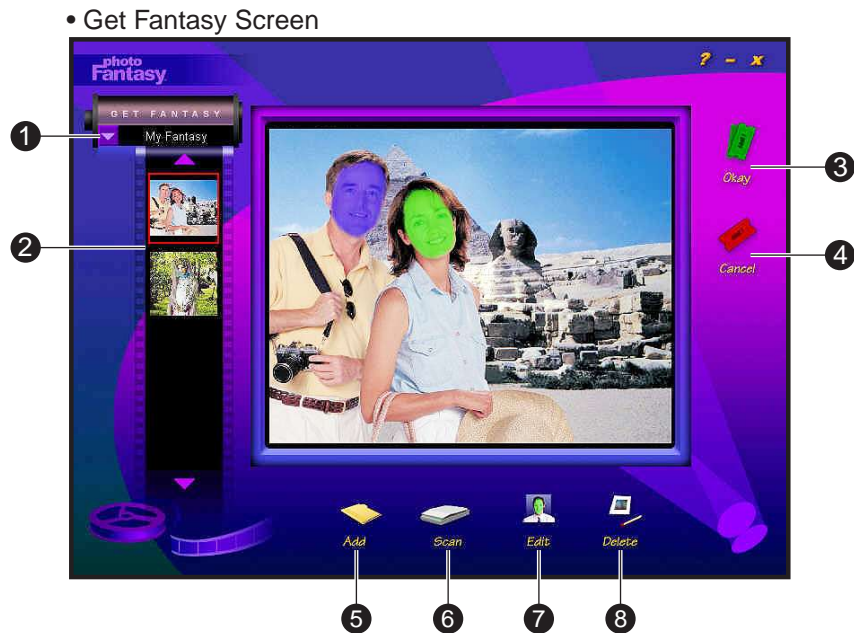 • Get Fantasy Screen
photo
Fantasy
? – x
GET FANTASY
1
My Fantasy
3
Okay
2
4
Cancel
Add
Scan
Edit
Delete
5
6
7
8